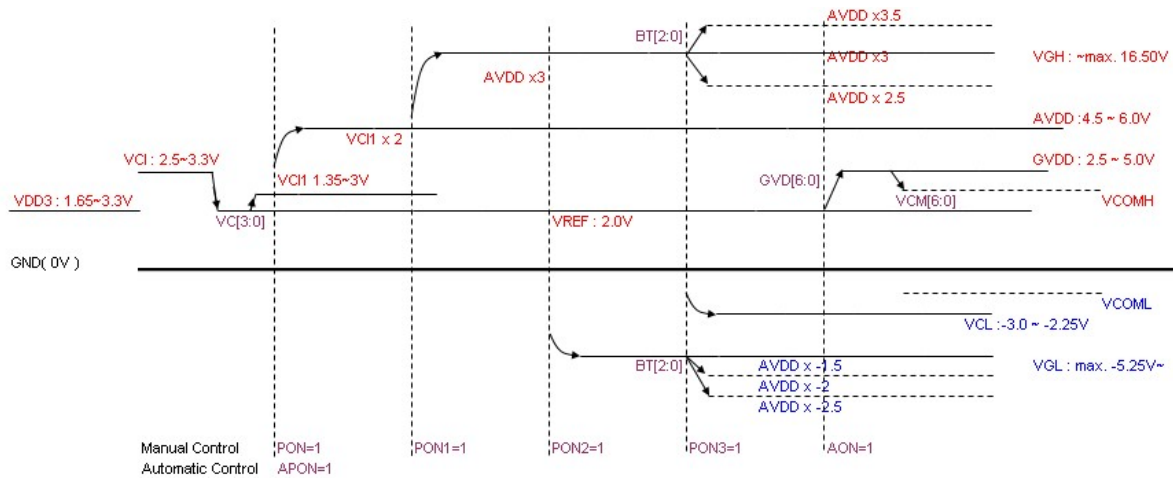 AVDD x3.5
BT[2:0]
AVDD x3
AVDD x3
VGH : ~max. 16.50V
AVDD x 2.5
VCI1 x 2
AVDD :4.5 ~ 6.0V
VCI : 2.5~3.3V
GVDD : 2.5 ~ 5.0V
VCI1 1.35~3V
GVD[6:0]
VDD3 : 1.65~3.3V
VCM[6:0]
VCOMH
VC[3:0]
VREF : 2.0V
GND( 0V )
VCOML
VCL :-3.0 ~ -2.25V
BT[2:0]
AVDD x -1.5
VGL : max. -5.25V~
AVDD x -2
AVDD x -2.5
Manual Control PON=1 PON1=1 PON2=1 PON3=1 AON=1
Automatic Control APON=1